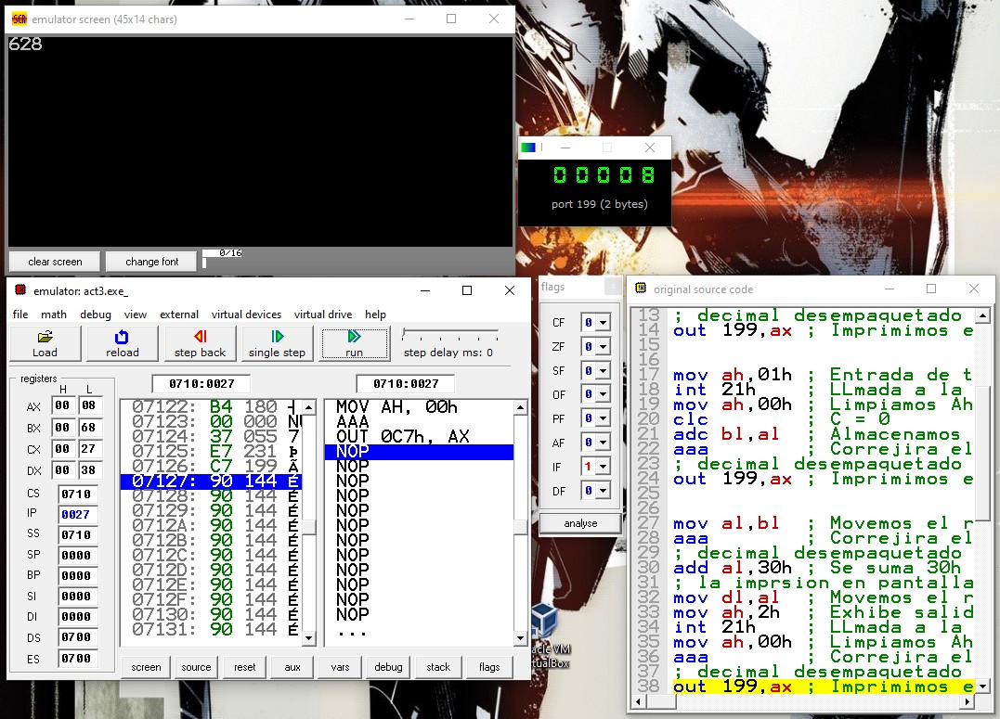 emulator screen (45x14 chars)
628
clear screen
change font
0/16
00008
port 199 (2 bytes)
emulator: act3.exe_
file math debug view external virtual devices virtual drive help
Load
reload
step back
single step
run
step delay ms: 0
registers
H L
AX 00 08
BX 00 68
CX 00 27
DX 00 38
CS 0710
IP 0027
SS 0710
SP 0000
BP 0000
SI 0000
DI 0000
DS 0700
ES 0700
0710:0027
0710:0027
07122: B4 180 ┤
07123: 00 000 NU
07124: 37 055 7
07125: E7 231 þ
07126: C7 199 Ã
07127: 90 144 É
07128: 90 144 É
07129: 90 144 É
0712A: 90 144 É
0712B: 90 144 É
0712C: 90 144 É
0712D: 90 144 É
0712E: 90 144 É
0712F: 90 144 É
07130: 90 144 É
07131: 90 144 É
MOV AH, 00h
AAA
OUT 0C7h, AX
NOP
NOP
NOP
NOP
NOP
NOP
NOP
NOP
NOP
NOP
NOP
NOP
...
screen source reset aux vars debug stack flags
flags
CF 0
ZF 0
SF 0
OF 0
PF 0
AF 0
IF 1
DF 0
analyse
original source code
13 ; decimal desempaquetado
14 out 199,ax ; Imprimimos e
15
16
17 mov ah,01h ; Entrada de t
18 int 21h ; LLmada a la
19 mov ah,00h ; Limpiamos Ah
20 clc ; C = 0
21 adc bl,al ; Almacenamos
22 aaa ; Correjira el
23 ; decimal desempaquetado
24 out 199,ax ; Imprimimos e
25
26
27 mov al,bl ; Movemos el r
28 aaa ; Correjira el
29 ; decimal desempaquetado
30 add al,30h ; Se suma 30h
31 ; la imprsion en pantalla
32 mov dl,al ; Movemos el r
33 mov ah,2h ; Exhibe salid
34 int 21h ; LLmada a la
35 mov ah,00h ; Limpiamos Ah
36 aaa ; Correjira el
37 ; decimal desempaquetado
38 out 199,ax ; Imprimimos e
acle VM
tualBox